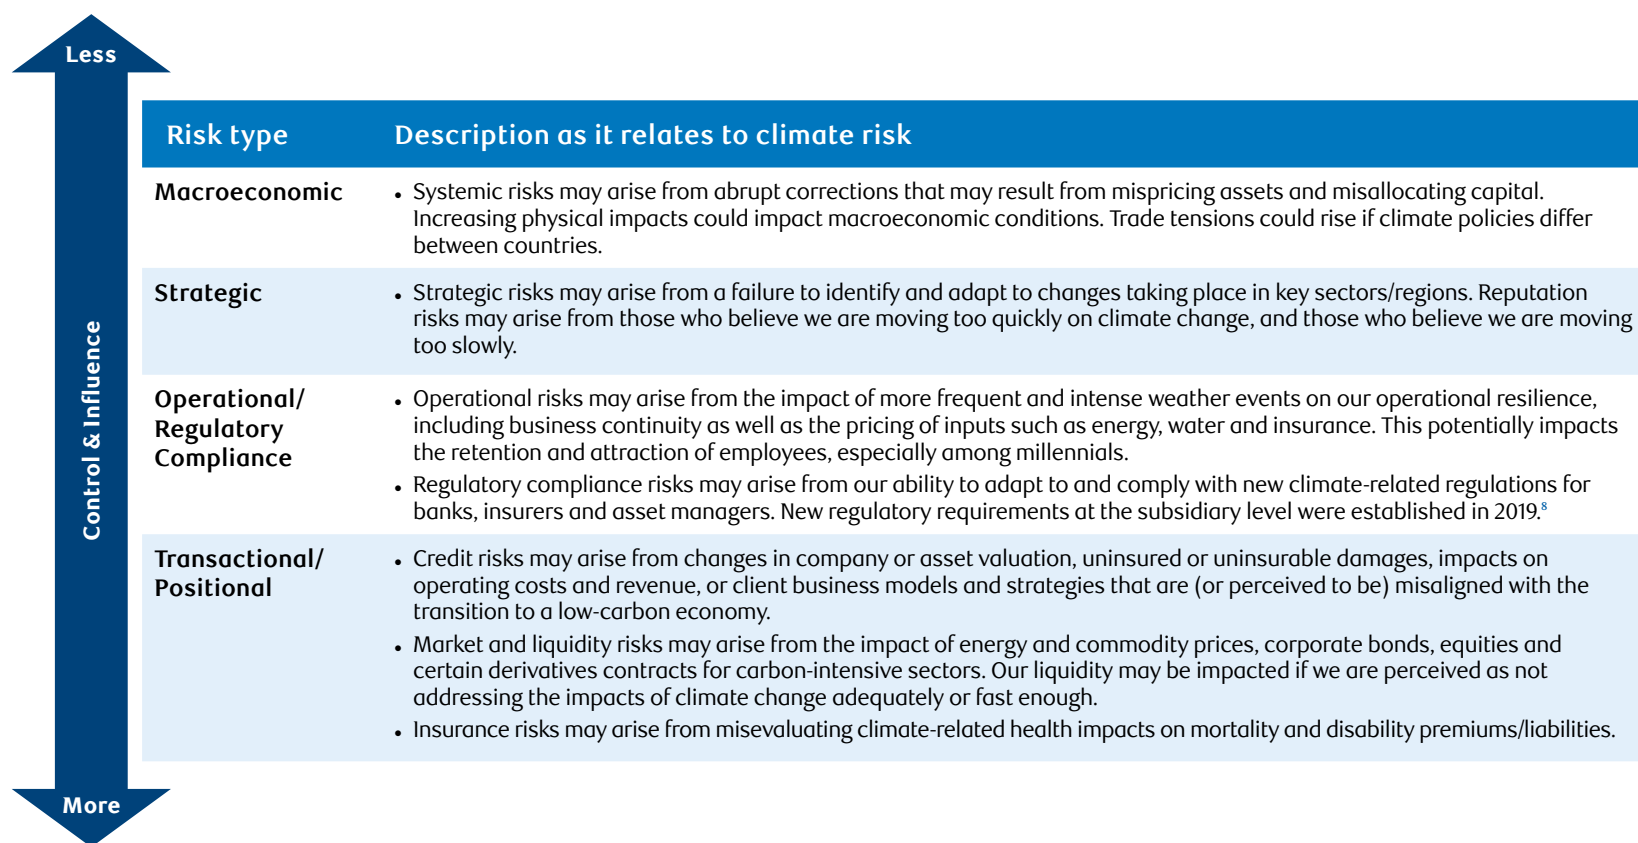 Less
Risk type
Description as it relates to climate risk
Macroeconomic
• Systemic risks may arise from abrupt corrections that may result from mispricing assets and misallocating capital.
Increasing physical impacts could impact macroeconomic conditions. Trade tensions could rise if climate policies differ
between countries.
Strategic
• Strategic risks may arise from a failure to identify and adapt to changes taking place in key sectors/regions. Reputation
risks may arise from those who believe we are moving too quickly on climate change, and those who believe we are moving
too slowly.
Operational/
Regulatory
Compliance
• Operational risks may arise from the impact of more frequent and intense weather events on our operational resilience,
including business continuity as well as the pricing of inputs such as energy, water and insurance. This potentially impacts
the retention and attraction of employees, especially among millennials.
• Regulatory compliance risks may arise from our ability to adapt to and comply with new climate-related regulations for
banks, insurers and asset managers. New regulatory requirements at the subsidiary level were established in 2019.⁸
Transactional/
Positional
• Credit risks may arise from changes in company or asset valuation, uninsured or uninsurable damages, impacts on
operating costs and revenue, or client business models and strategies that are (or perceived to be) misaligned with the
transition to a low-carbon economy.
• Market and liquidity risks may arise from the impact of energy and commodity prices, corporate bonds, equities and
certain derivatives contracts for carbon-intensive sectors. Our liquidity may be impacted if we are perceived as not
addressing the impacts of climate change adequately or fast enough.
• Insurance risks may arise from misevaluating climate-related health impacts on mortality and disability premiums/liabilities.
Control & Influence
More